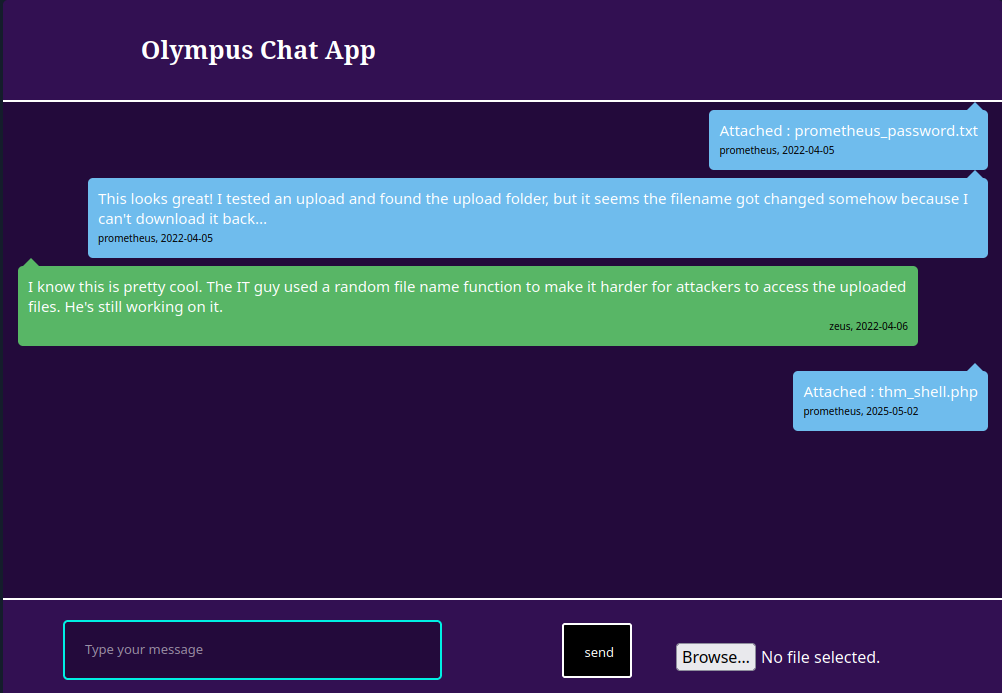 Olympus Chat App
Attached : prometheus_password.txt
prometheus, 2022-04-05
This looks great! I tested an upload and found the upload folder, but it seems the filename got changed somehow because I
can't download it back...
prometheus, 2022-04-05
I know this is pretty cool. The IT guy used a random file name function to make it harder for attackers to access the uploaded
files. He's still working on it.
zeus, 2022-04-06
Attached : thm_shell.php
prometheus, 2025-05-02
Type your message
send
Browse... No file selected.